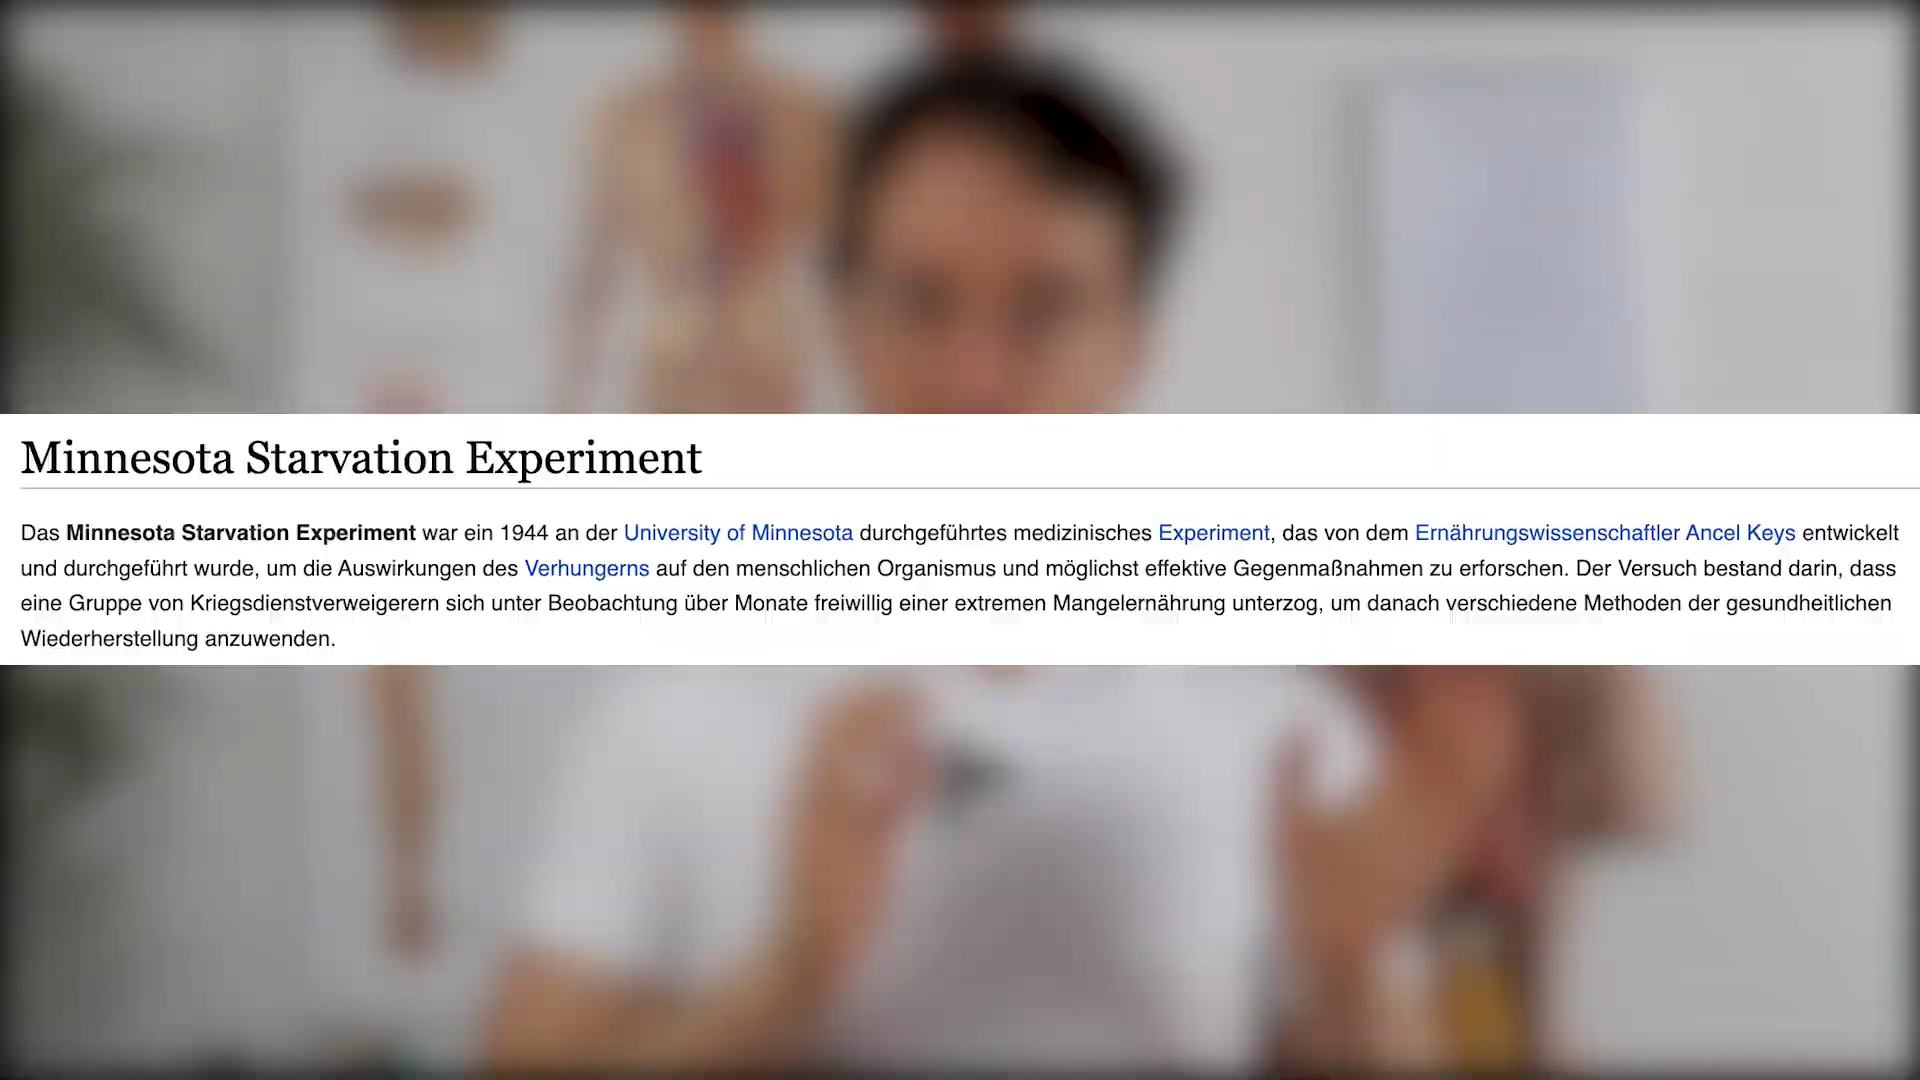 Minnesota Starvation Experiment
Das Minnesota Starvation Experiment war ein 1944 an der University of Minnesota durchgeführtes medizinisches Experiment, das von dem Ernährungswissenschaftler Ancel Keys entwickelt
und durchgeführt wurde, um die Auswirkungen des Verhungerns auf den menschlichen Organismus und möglichst effektive Gegenmaßnahmen zu erforschen. Der Versuch bestand darin, dass
eine Gruppe von Kriegsdienstverweigerern sich unter Beobachtung über Monate freiwillig einer extremen Mangelernährung unterzog, um danach verschiedene Methoden der gesundheitlichen
Wiederherstellung anzuwenden.